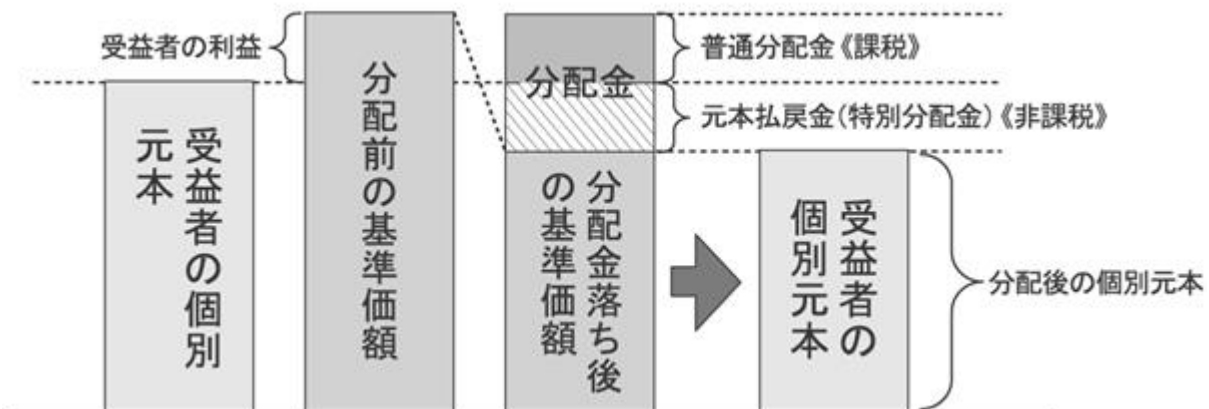 受益者の利益
受益者の個別
元本
分配前の基準価額
分配金
分配金落ち後
の基準価額
普通分配金《課税》
元本払戻金(特別分配金)《非課税》
受益者の
個別元本
分配後の個別元本